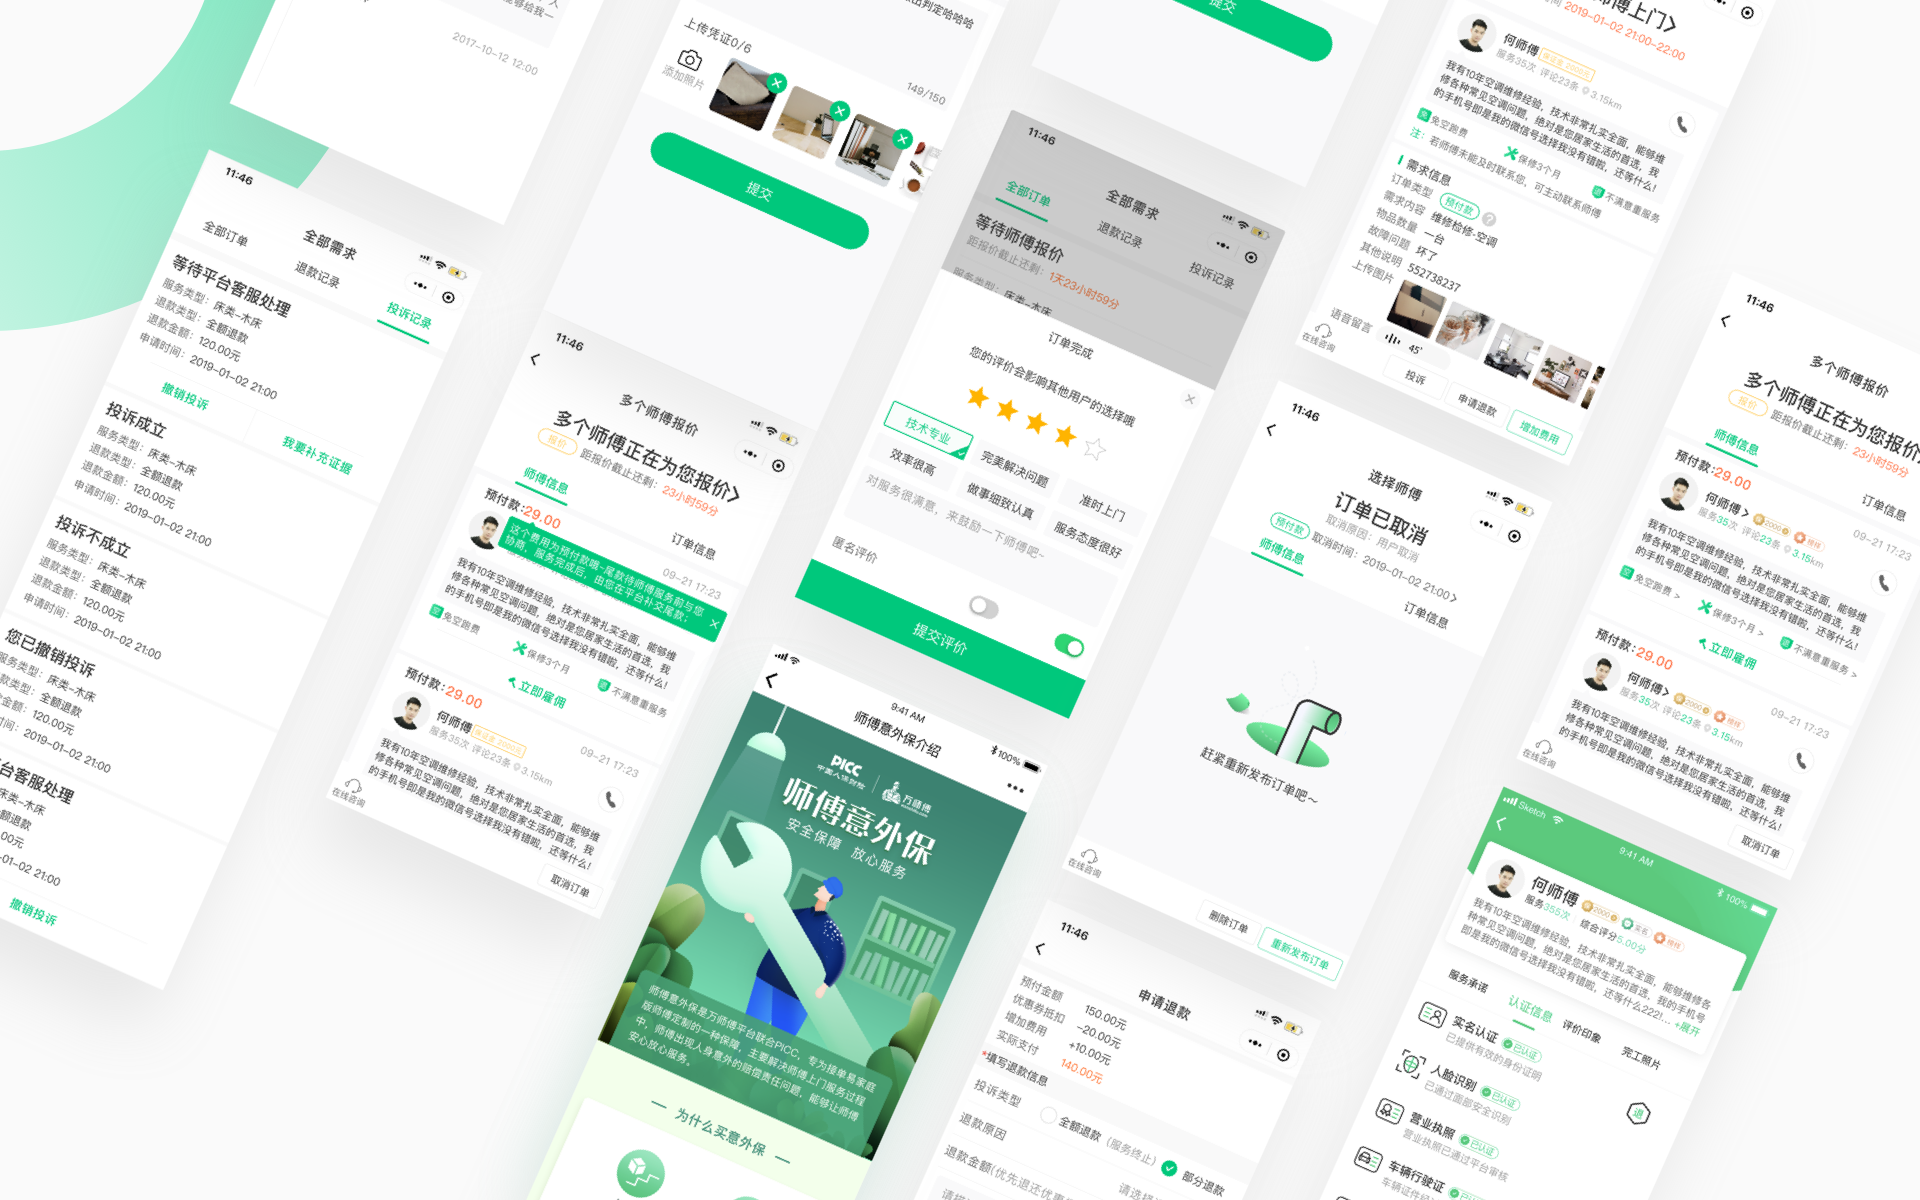 2017-10-12 12:00
11:46
全部需求
全部订单
退款记录
投诉记录
等待平台客服处理
服务类型：床类-木床
退款类型：全额退款
退款金额：120.00元
申请时间：2019-01-02 21:00
撤销投诉
我要补充证据
投诉成立
服务类型：床类-木床
退款类型：全额退款
退款金额：120.00元
申请时间：2019-01-02 21:00
投诉不成立
服务类型：床类-木床
退款类型：全额退款
退款金额：120.00元
申请时间：2019-01-02 21:00
您已撤销投诉
服务类型：床类-木床
全额退款
120.00元
2019-01-02 21:00
台客服处理
床类-木床
全额退款
01-02 21:00
撤销投诉
149/150
上传凭证0/6
添加照片
提交
11:46
多个师傅报价
多个师傅正在为您报价>
报价 距报价截止还剩：23小时59分
师傅信息
订单信息
预付款:29.00
09-21 17:23
这个费用为预付款哦~尾款待师傅服务前与您
协商，服务完成后，由您在平台补交尾款；
我有10年空调维修经验，技术非常扎实全面，能够维
修各种常见空调问题，绝对是您居家生活的首选，我
的手机号即是我的微信号选择我没有错啦，还等什么！
免空跑费
保修3个月
不满意重服务
立即雇佣
预付款:29.00
09-21 17:23
何师傅
服务35次 评论23条 3.15km
我有10年空调维修经验，技术非常扎实全面，能够维
修各种常见空调问题，绝对是您居家生活的首选，我
的手机号即是我的微信号选择我没有错啦，还等什么！
在线咨询
取消订单
11:46
全部需求
全部订单
退款记录
投诉记录
等待师傅报价
距报价截止还剩：1天23小时59分
服务类型：床类-木床
订单完成
您的评价会影响其他用户的选择哦
技术专业
完美解决问题
准时上门
效率很高
做事细致认真
服务态度很好
对服务很满意，来鼓励一下师傅吧~
匿名评价
提交评价
9:41 AM
100%
师傅意外保介绍
PICC
中国人保财险
万师傅
师傅意外保
安全保障 放心服务
师傅意外保是万师傅平台联合PICC，专为接单易家庭
版师傅定制的一种保障，主要解决师傅上门服务过程
中，师傅出现人身意外的赔偿责任问题，能够让师傅
安心放心服务。
为什么买意外保
提交
师傅上门>
2019-01-02 21:00-22:00
何师傅
服务35次 评论23条 3.15km
我有10年空调维修经验，技术非常扎实全面，能够维
修各种常见空调问题，绝对是您居家生活的首选，我
的手机号即是我的微信号选择我没有错啦，还等什么！
免空跑费
保修3个月
不满意重服务
注：若师傅未能及时联系您，可主动联系师傅
需求信息
订单类型 预付款 ?
需求内容 维修检修-空调
物品数量 一台
故障问题 坏了
其他说明 552738237
上传图片
语音留言 45"
在线咨询
投诉
申请退款
增加费用
11:46
选择师傅
订单已取消
取消原因：用户取消
预付款 取消时间：2019-01-02 21:00>
师傅信息
订单信息
赶紧重新发布订单吧~
在线咨询
删除订单
重新发布订单
11:46
申请退款
预付金额 150.00元
优惠券抵扣 -20.00元
增加费用 +10.00元
实际支付 140.00元
*填写退款信息
投诉类型 全额退款（服务终止） 部分退款
退款原因
退款金额(优先退还优惠
11:46
多个师傅报价
多个师傅正在为您报价
报价 距报价截止还剩：23小时59分
师傅信息
订单信息
预付款:29.00
09-21 17:23
何师傅>
2000
服务35次 评论23条 3.15km
我有10年空调维修经验，技术非常扎实全面，能够维
修各种常见空调问题，绝对是您居家生活的首选，我
的手机号即是我的微信号选择我没有错啦，还等什么！
免空跑费 >
保修3个月 >
不满意重服务 >
立即雇佣
预付款:29.00
09-21 17:23
何师傅>
2000
服务35次 评论23条 3.15km
我有10年空调维修经验，技术非常扎实全面，能够维
修各种常见空调问题，绝对是您居家生活的首选，我
的手机号即是我的微信号选择我没有错啦，还等什么！
在线咨询
取消订单
Sketch
9:41 AM
100%
何师傅
2000
实名
服务355次 综合评分5.00分
我有10年空调维修经验，技术非常扎实全面，能够维修各
种常见空调问题，绝对是您居家生活的首选，我的手机号
即是我的微信号选择我没有错啦，还等什么222!... +展开
服务承诺
认证信息
评价印象
完工照片
实名认证 已认证
已提供有效的身份证明
人脸识别 已认证
已通过面部安全识别
退
营业执照 已认证
营业执照已通过平台审核
车辆行驶证 已认证